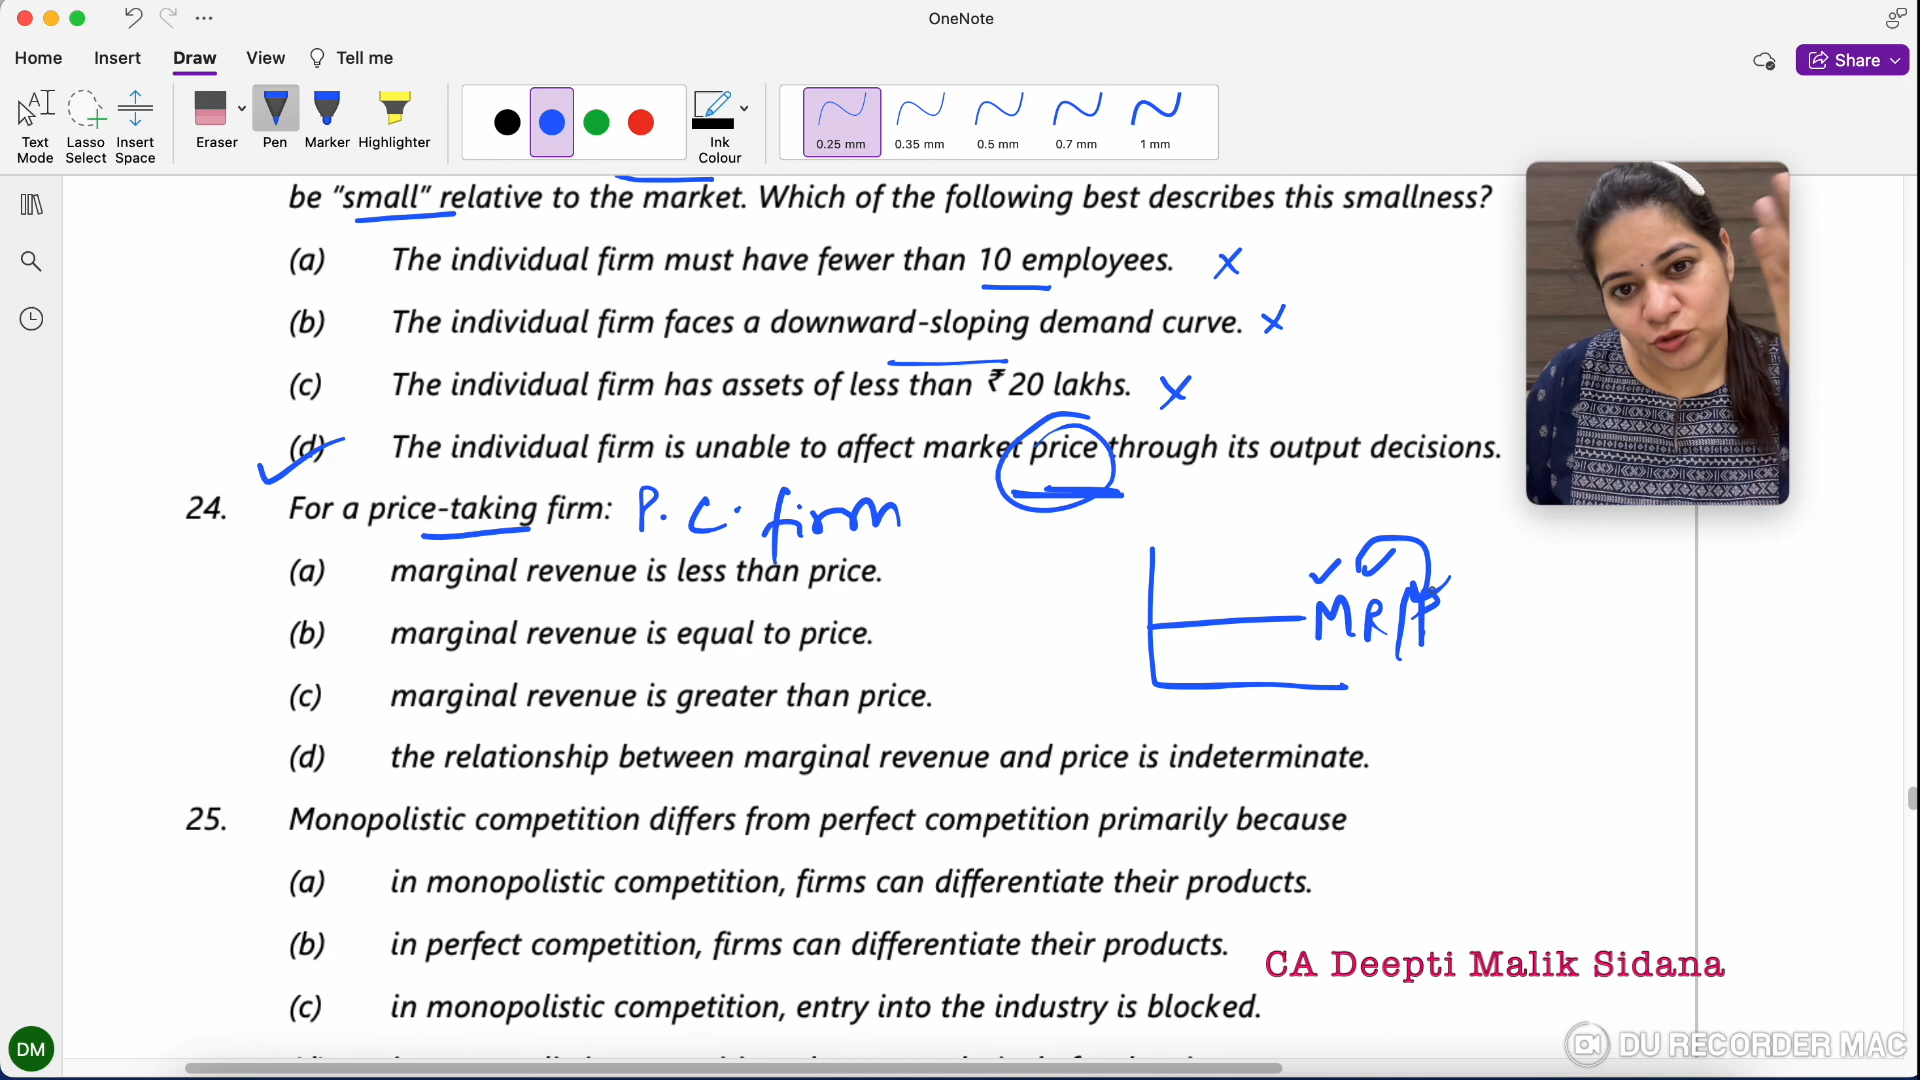 OneNote
Home Insert Draw View Tell me
Share
Text Mode
Lasso Select
Insert Space
Eraser
Pen
Marker
Highlighter
Ink Colour
0.25 mm
0.35 mm
0.5 mm
0.7 mm
1 mm
be “small” relative to the market. Which of the following best describes this smallness?
(a) The individual firm must have fewer than 10 employees. x
(b) The individual firm faces a downward-sloping demand curve. x
(c) The individual firm has assets of less than ₹20 lakhs. x
(d) The individual firm is unable to affect market price through its output decisions.
24. For a price-taking firm: P. C. firm
(a) marginal revenue is less than price.
MR/P
(b) marginal revenue is equal to price.
(c) marginal revenue is greater than price.
(d) the relationship between marginal revenue and price is indeterminate.
25. Monopolistic competition differs from perfect competition primarily because
(a) in monopolistic competition, firms can differentiate their products.
(b) in perfect competition, firms can differentiate their products.
CA Deepti Malik Sidana
(c) in monopolistic competition, entry into the industry is blocked.
DM
DU RECORDER MAC